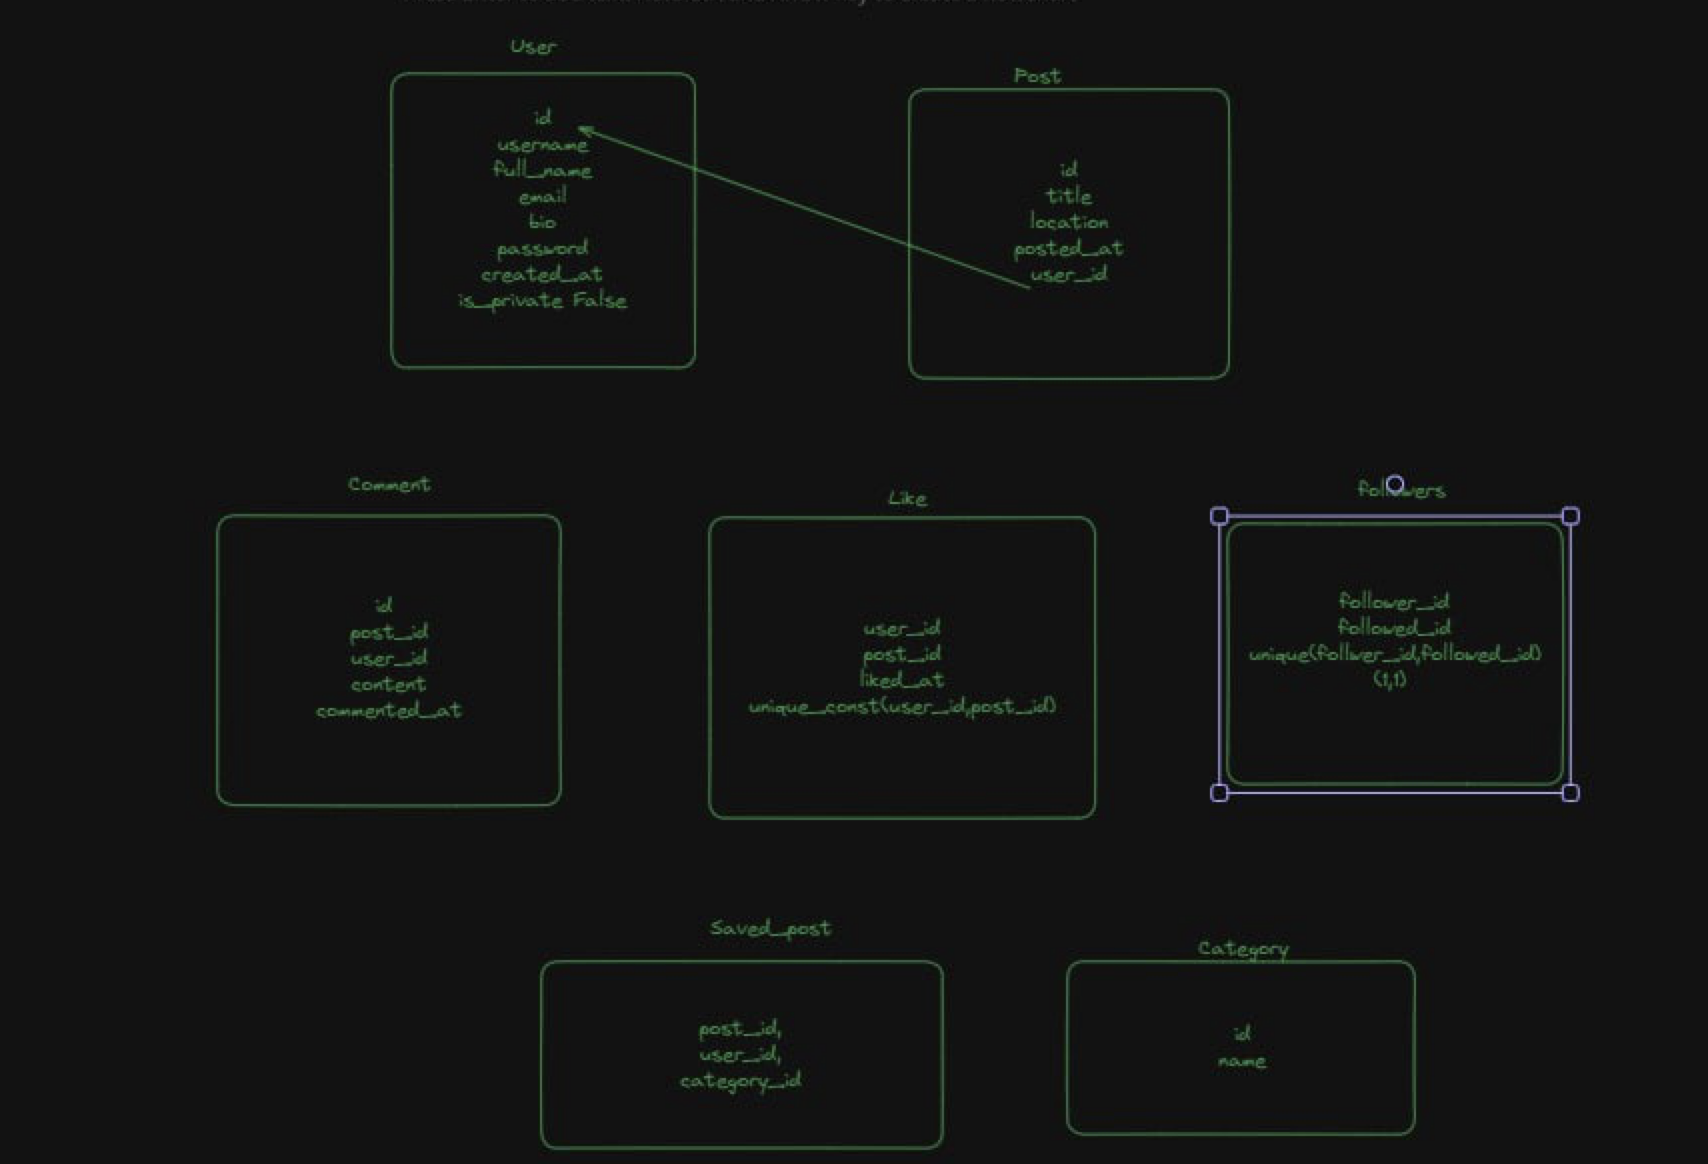 User
id
username
full_name
email
bio
password
created_at
is_private False
Post
id
title
location
posted_at
user_id
Comment
id
post_id
user_id
content
commented_at
Like
user_id
post_id
liked_at
unique_const(user_id,post_id)
followers
follower_id
followed_id
unique(follwer_id,followed_id)
(1,1)
Saved_post
post_id,
user_id,
category_id
Category
id
name